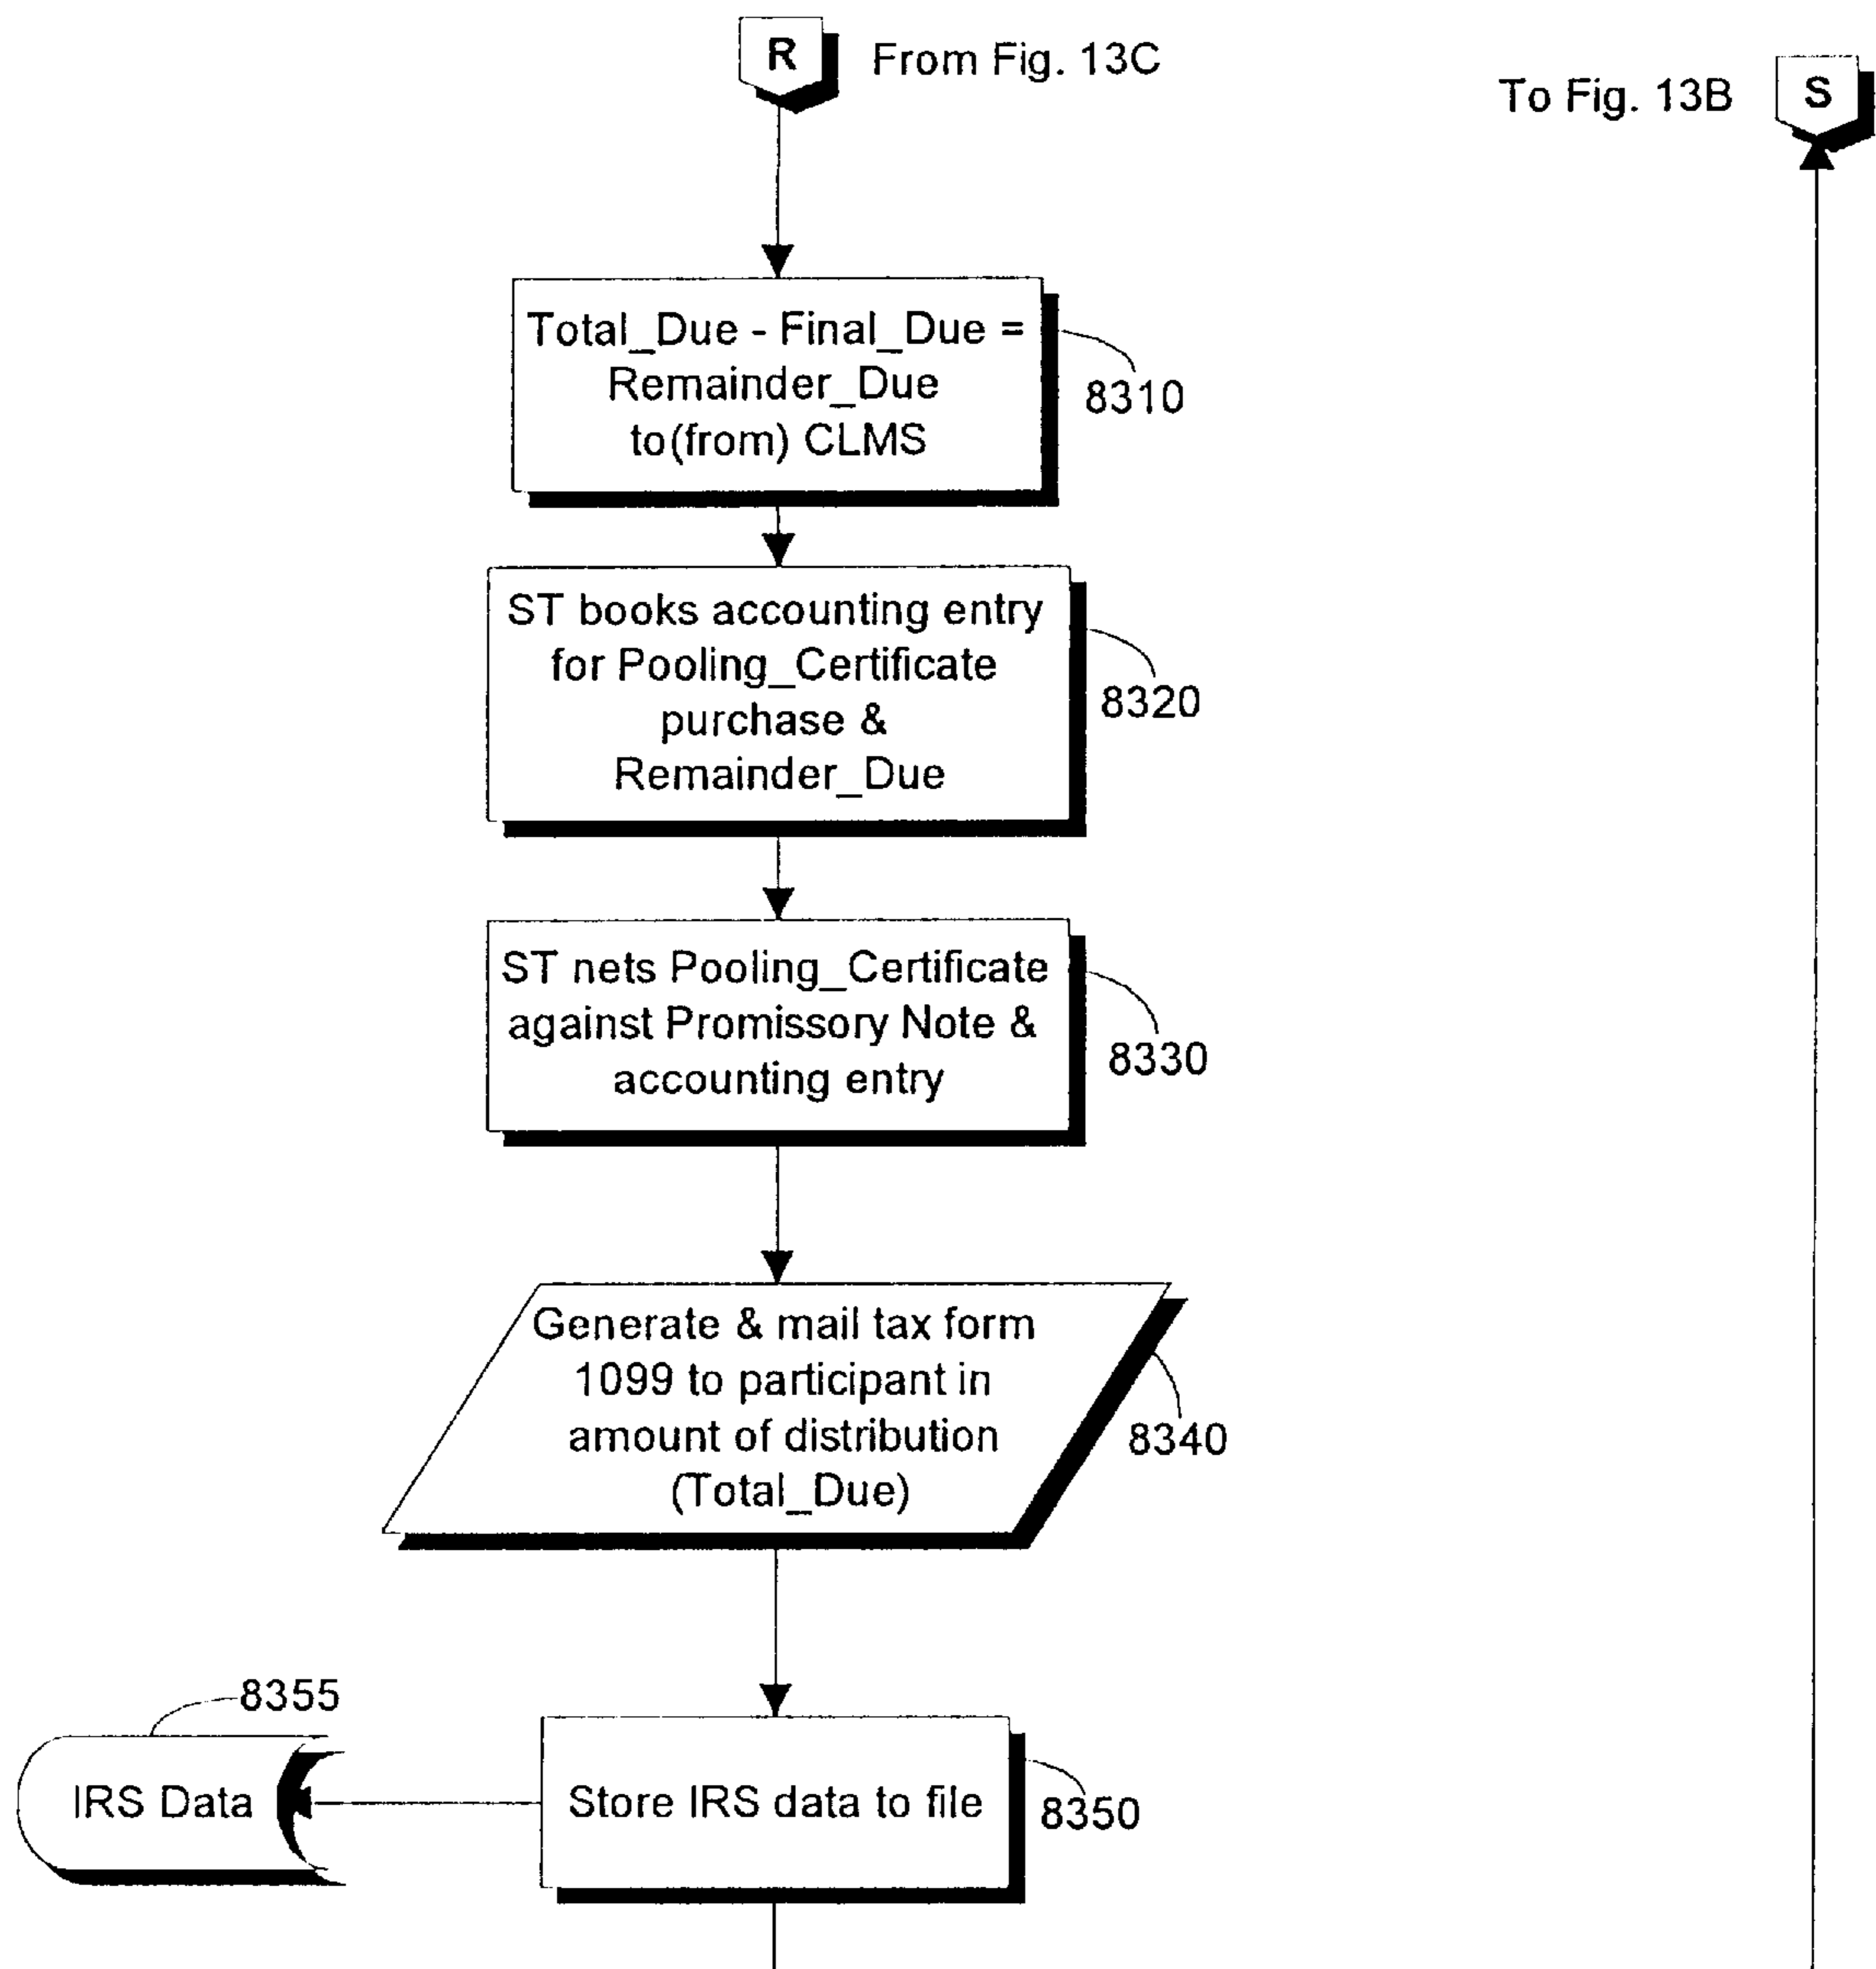 R
From Fig. 13C
To Fig. 13B
S
Total_Due - Final_Due =
Remainder_Due
to(from) CLMS
8310
ST books accounting entry
for Pooling_Certificate
purchase &
Remainder_Due
8320
ST nets Pooling_Certificate
against Promissory Note &
accounting entry
8330
Generate & mail tax form
1099 to participant in
amount of distribution
(Total_Due)
8340
8355
IRS Data
Store IRS data to file
8350